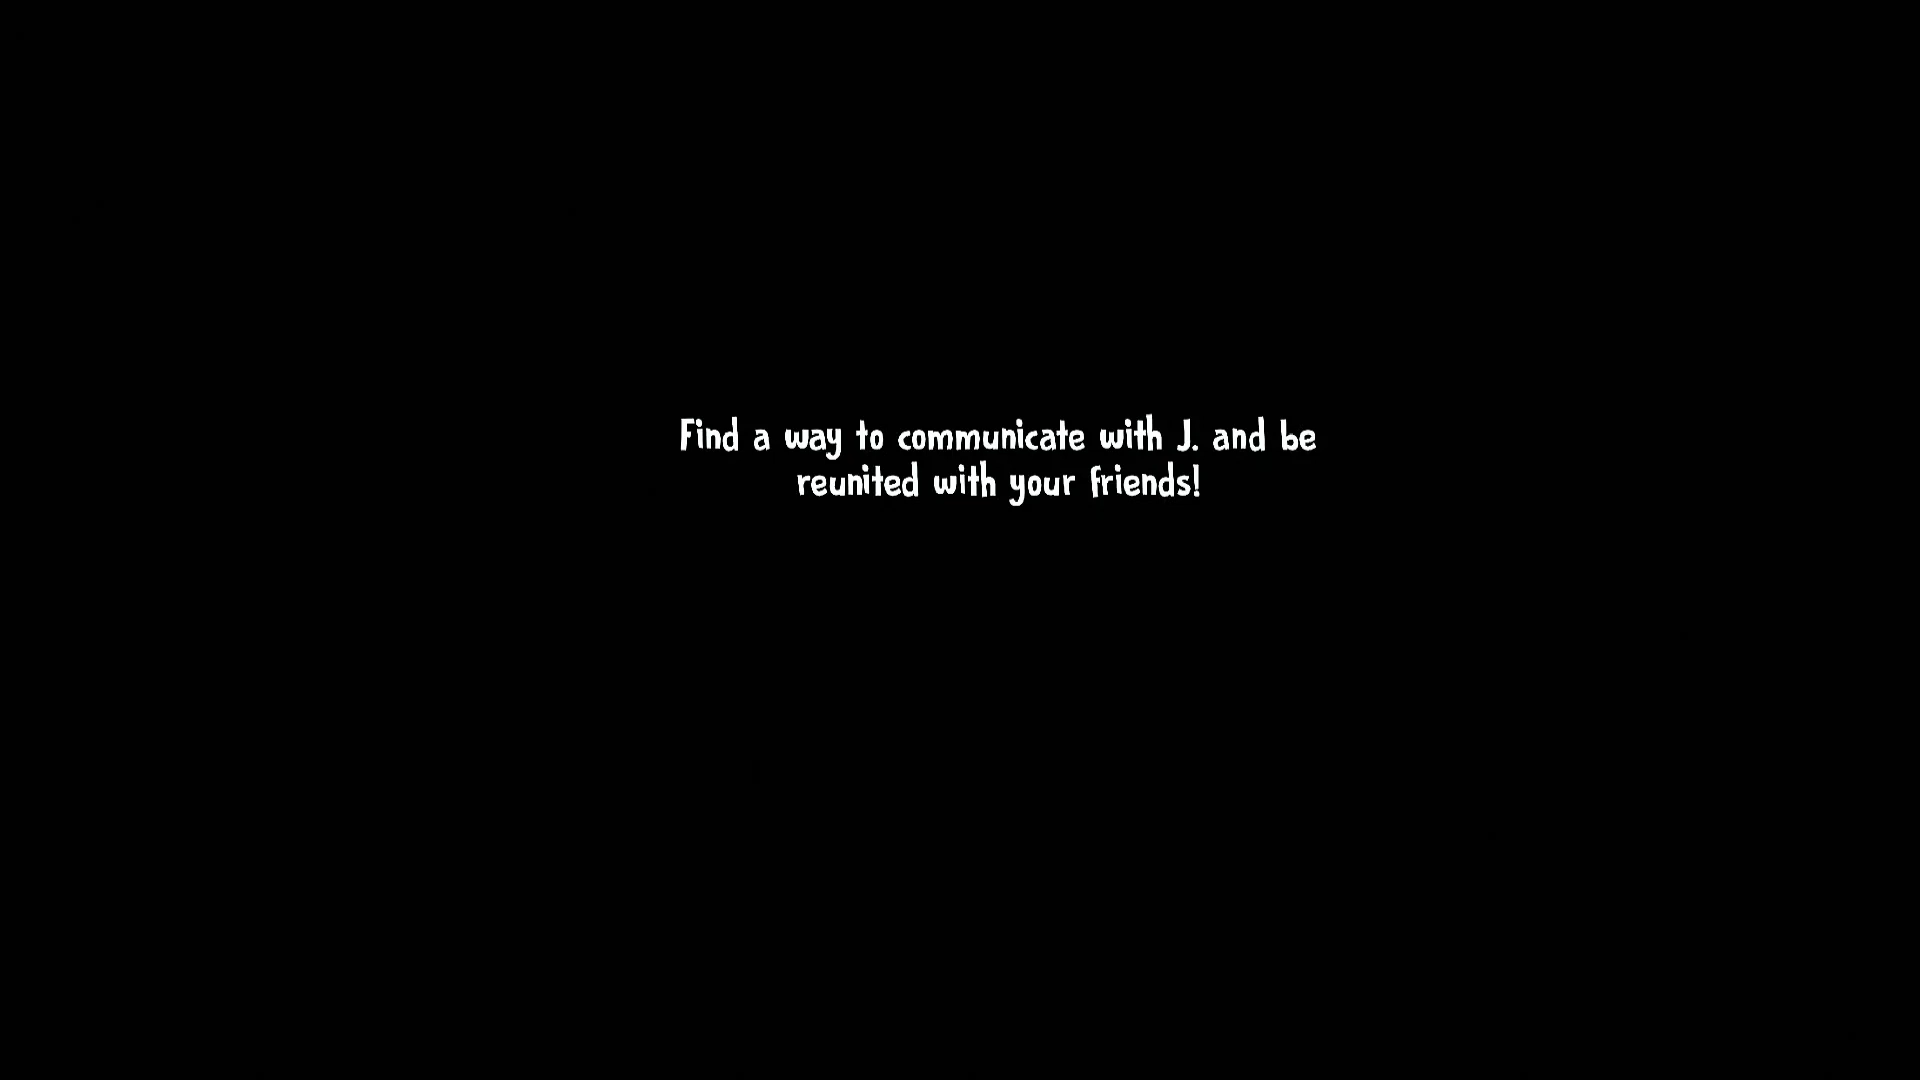 Find a way to communicate with J. and be
reunited with your friends!